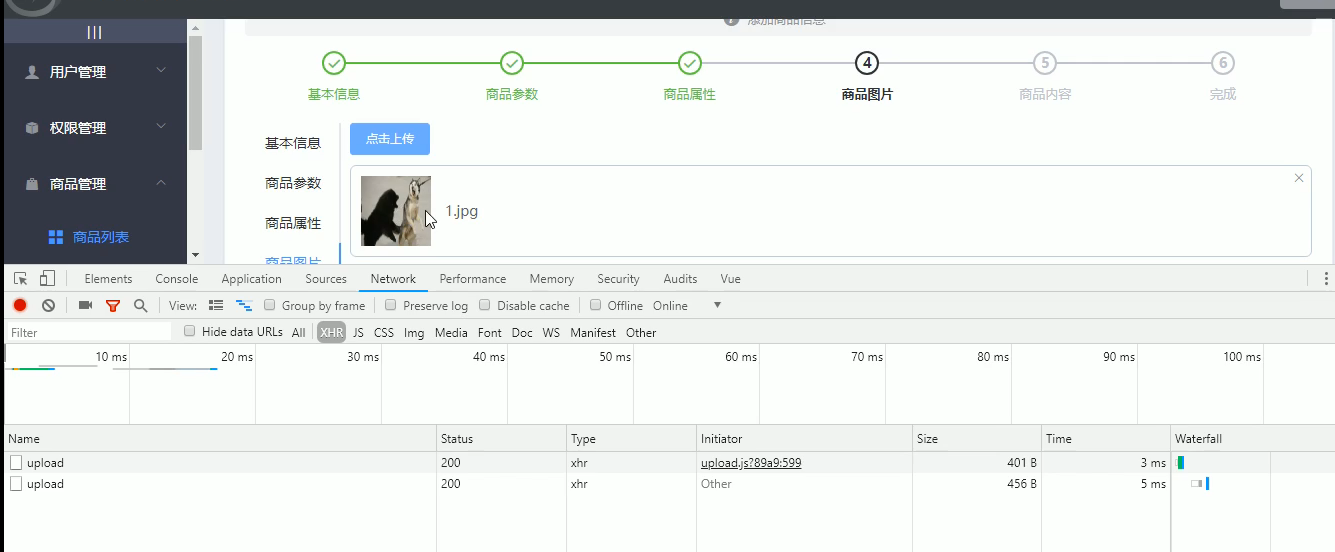 添加商品信息
|||
用户管理
权限管理
商品管理
商品列表
4 5 6
基本信息 商品参数 商品属性 商品图片 商品内容 完成
基本信息
商品参数
商品属性
商品图片
点击上传
1.jpg
Elements Console Application Sources Network Performance Memory Security Audits Vue
View: Group by frame Preserve log Disable cache Offline Online
Filter Hide data URLs All XHR JS CSS Img Media Font Doc WS Manifest Other
10 ms 20 ms 30 ms 40 ms 50 ms 60 ms 70 ms 80 ms 90 ms 100 ms
Name Status Type Initiator Size Time Waterfall
upload 200 xhr upload.js?89a9:599 401 B 3 ms
upload 200 xhr Other 456 B 5 ms